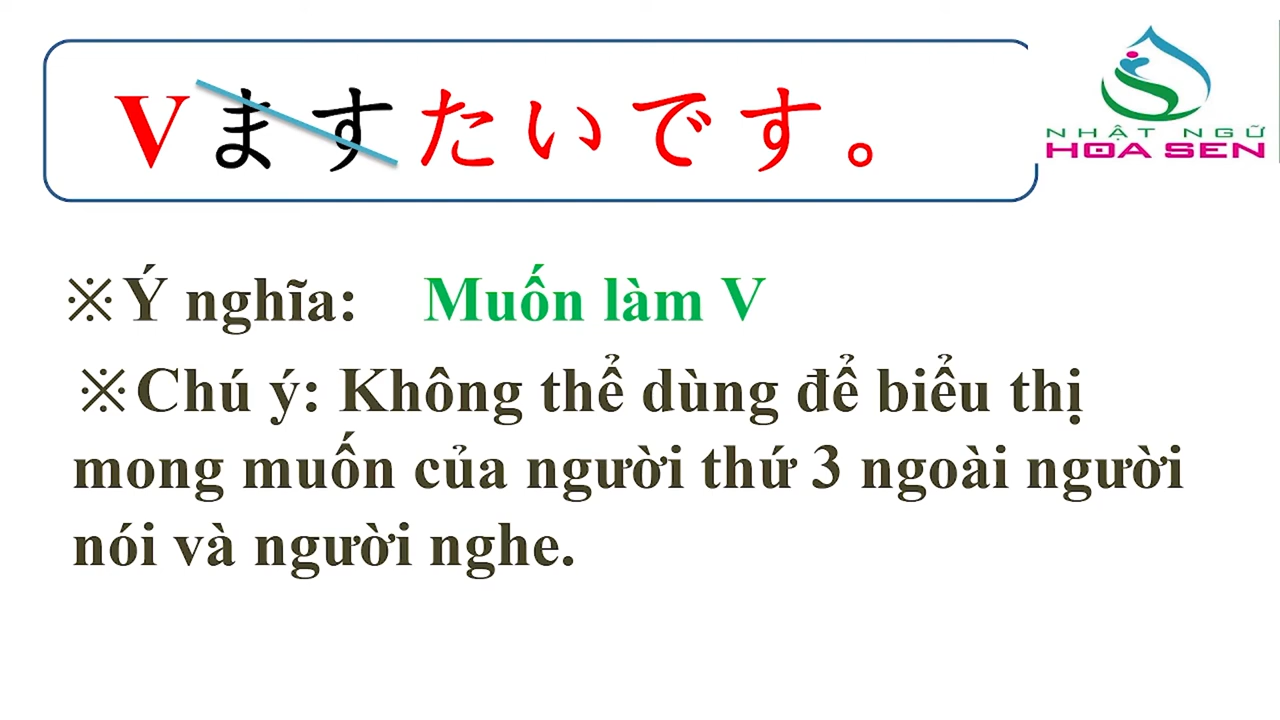 Vますたいです。
NHẬT NGỮ
HOA SEN
※Ý nghĩa: Muốn làm V
※Chú ý: Không thể dùng để biểu thị
mong muốn của người thứ 3 ngoài người
nói và người nghe.